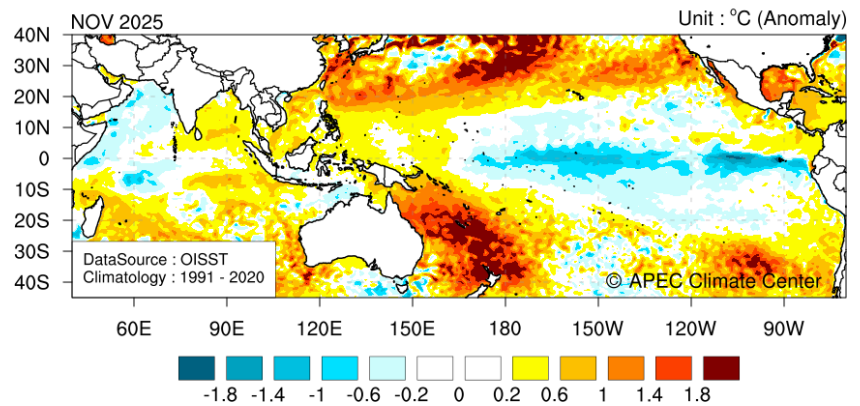 NOV 2025
Unit : °C (Anomaly)
40N
30N
20N
10N
0
10S
20S
30S
40S
DataSource : OISST
Climatology : 1991 - 2020
© APEC Climate Center
60E 90E 120E 150E 180 150W 120W 90W
-1.8 -1.4 -1 -0.6 -0.2 0 0.2 0.6 1 1.4 1.8